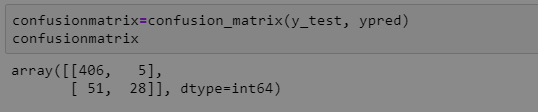 confusionmatrix=confusion_matrix(y_test, ypred)
confusionmatrix
array([[406,   5],
       [ 51,  28]], dtype=int64)